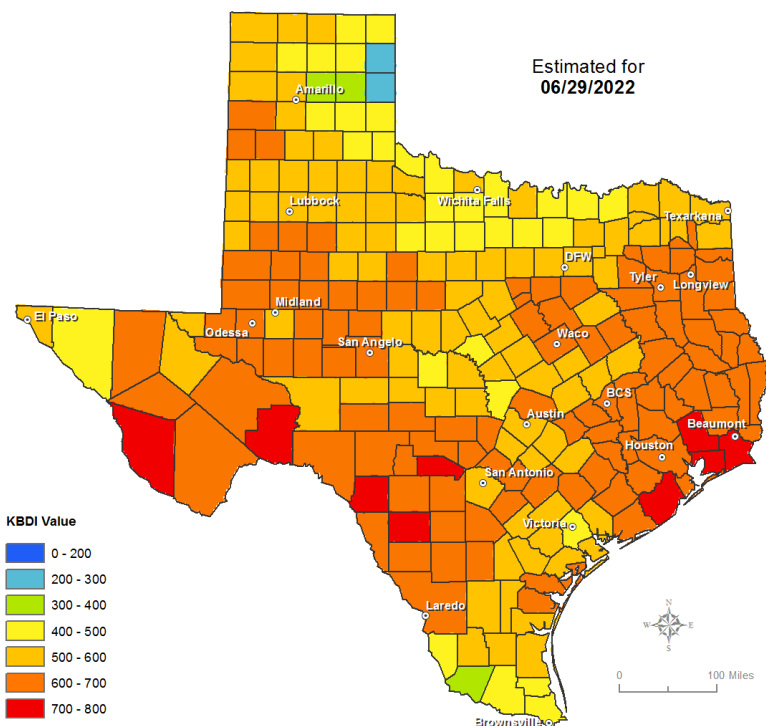 Estimated for
06/29/2022
Amarillo
Lubbock
Wichita Falls
Texarkana
DFW
Tyler
Longview
Midland
El Paso
Odessa
San Angelo
Waco
BCS
Austin
Beaumont
Houston
San Antonio
Victoria
Laredo
Brownsville
KBDI Value
0 - 200
200 - 300
300 - 400
400 - 500
500 - 600
600 - 700
700 - 800
N
W E
S
0 100 Miles